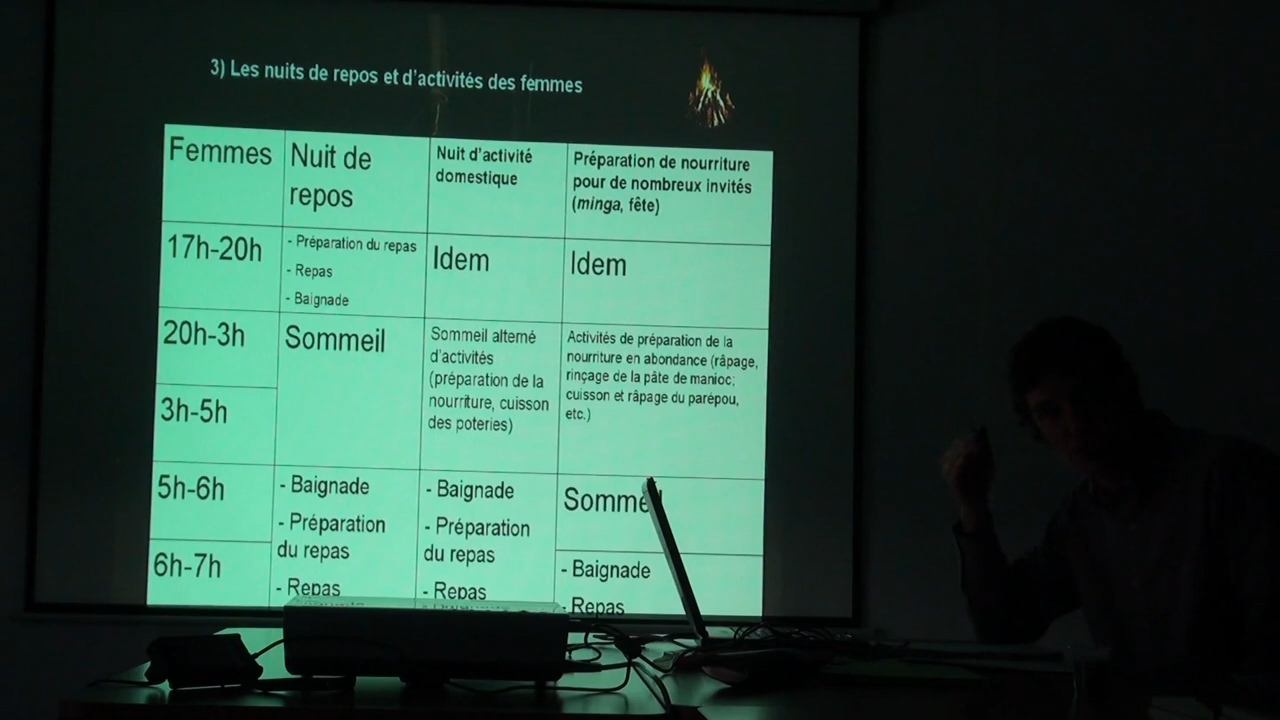 3) Les nuits de repos et d'activités des femmes
Femmes
Nuit de
repos
Nuit d'activité
domestique
Préparation de nourriture
pour de nombreux invités
(minga, fête)
17h-20h
- Préparation du repas
- Repas
- Baignade
Idem
Idem
20h-3h
Sommeil
Sommeil alterné
d'activités
(préparation de la
nourriture, cuisson
des poteries)
Activités de préparation de la
nourriture en abondance (râpage,
rinçage de la pâte de manioc;
cuisson et râpage du parépou,
etc.)
3h-5h
5h-6h
- Baignade
- Préparation
du repas
- Repas
- Baignade
- Préparation
du repas
- Repas
Sommeil
6h-7h
- Baignade
- Repas